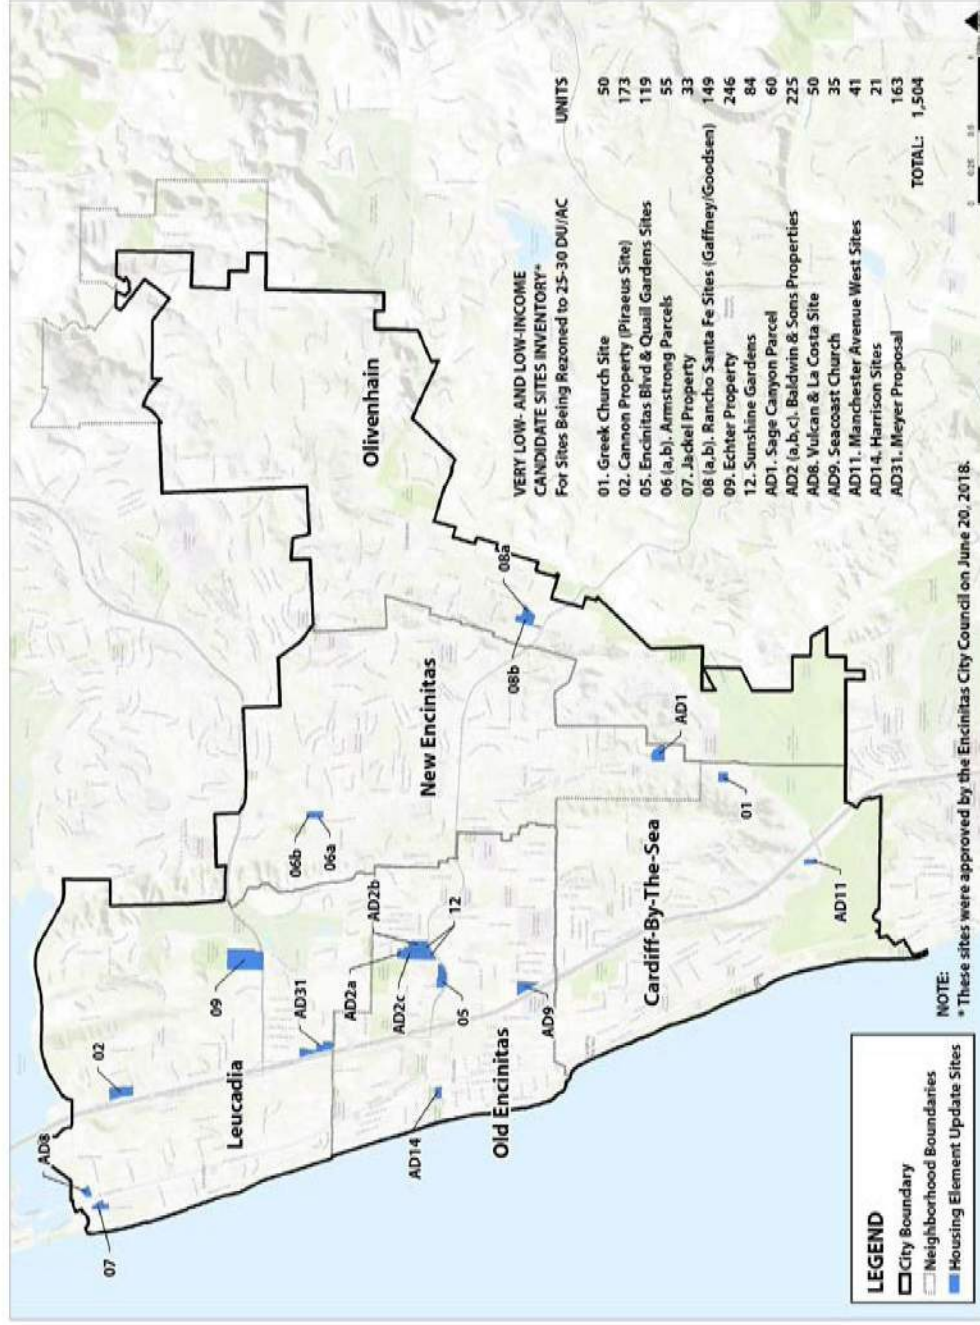 AD8
07
02
Leucadia
09
AD31
AD14
AD2a
AD2b
AD2c
12
05
Old Encinitas
AD9
06b
06a
New Encinitas
Cardiff-By-The-Sea
01
AD1
AD11
08b
08a
Olivenhain
VERY LOW- AND LOW-INCOME
CANDIDATE SITES INVENTORY*
For Sites Being Rezoned to 25-30 DU/AC UNITS
01. Greek Church Site 50
02. Cannon Property (Piraeus Site) 173
05. Encinitas Blvd & Quail Gardens Sites 119
06 (a,b). Armstrong Parcels 55
07. Jackel Property 33
08 (a,b). Rancho Santa Fe Sites (Gaffney/Goodsen) 149
09. Echter Property 246
12. Sunshine Gardens 84
AD1. Sage Canyon Parcel 60
AD2 (a,b,c). Baldwin & Sons Properties 225
AD8. Vulcan & La Costa Site 50
AD9. Seacoast Church 35
AD11. Manchester Avenue West Sites 41
AD14. Harrison Sites 21
AD31. Meyer Proposal 163
TOTAL: 1,504
LEGEND
City Boundary
Neighborhood Boundaries
Housing Element Update Sites
NOTE:
* These sites were approved by the Encinitas City Council on June 20, 2018.
0 0.25 0.5